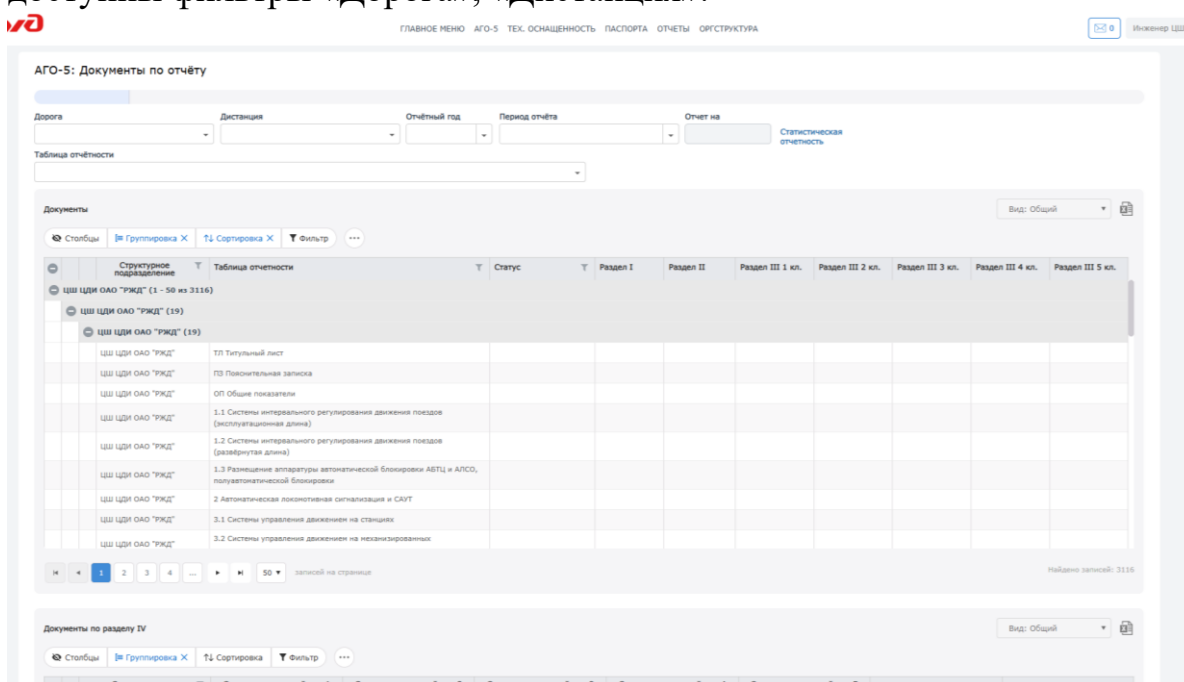 доступны фильтры «Дорога», «Дистанция».
ГЛАВНОЕ МЕНЮ АГО-5 ТЕХ. ОСНАЩЕННОСТЬ ПАСПОРТА ОТЧЕТЫ ОРГСТРУКТУРА
0 Инженер ЦШ
АГО-5: Документы по отчёту
Дорога Дистанция Отчётный год Период отчёта Отчет на
Статистическая
отчетность
Таблица отчётности
Документы Вид: Общий
Столбцы Группировка Сортировка Фильтр
Структурное
подразделение Таблица отчетности Статус Раздел I Раздел II Раздел III 1 кл. Раздел III 2 кл. Раздел III 3 кл. Раздел III 4 кл. Раздел III 5 кл.
ЦШ ЦДИ ОАО "РЖД" (1 - 50 из 3116)
ЦШ ЦДИ ОАО "РЖД" (19)
ЦШ ЦДИ ОАО "РЖД" (19)
ЦШ ЦДИ ОАО "РЖД" ТЛ Титульный лист
ЦШ ЦДИ ОАО "РЖД" ПЗ Пояснительная записка
ЦШ ЦДИ ОАО "РЖД" ОП Общие показатели
ЦШ ЦДИ ОАО "РЖД" 1.1 Системы интервального регулирования движения поездов
(эксплуатационная длина)
ЦШ ЦДИ ОАО "РЖД" 1.2 Системы интервального регулирования движения поездов
(развёрнутая длина)
ЦШ ЦДИ ОАО "РЖД" 1.3 Размещение аппаратуры автоматической блокировки АБТЦ и АЛСО,
полуавтоматической блокировки
ЦШ ЦДИ ОАО "РЖД" 2 Автоматическая локомотивная сигнализация и САУТ
ЦШ ЦДИ ОАО "РЖД" 3.1 Системы управления движением на станциях
ЦШ ЦДИ ОАО "РЖД" 3.2 Системы управления движением на механизированных
1 2 3 4 ... 50 записей на странице Найдено записей: 3116
Документы по разделу IV Вид: Общий
Столбцы Группировка Сортировка Фильтр